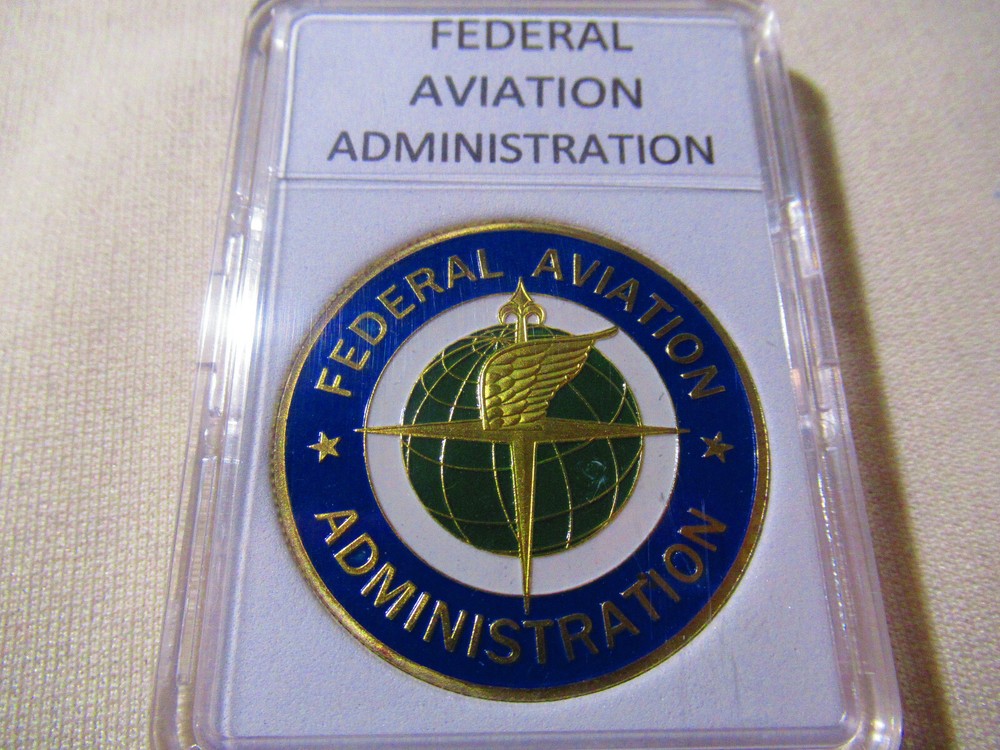 FEDERAL
AVIATION
ADMINISTRATION
FEDERAL AVIATION
ADMINISTRATION